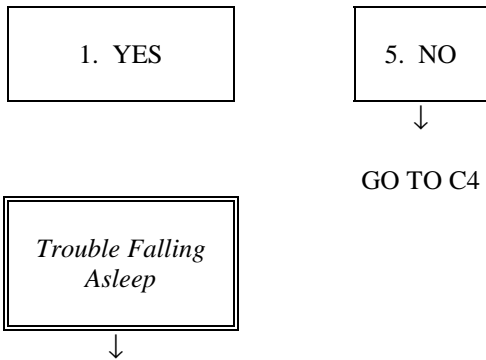 1. YES
5. NO
↓
GO TO C4
Trouble Falling
Asleep
↓